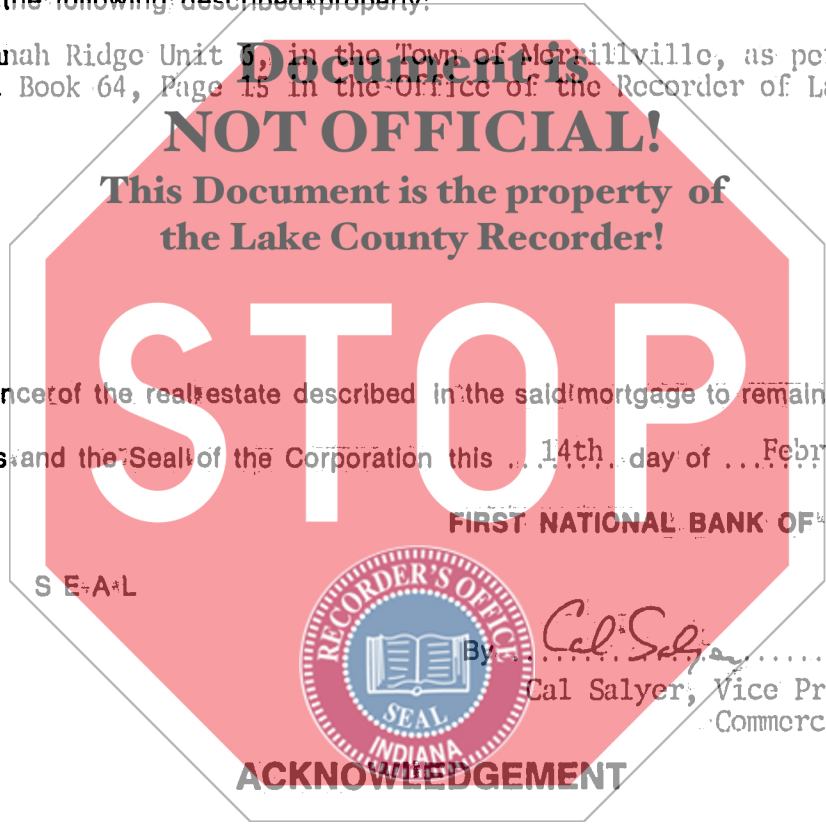 the following described property:
nah Ridge Unit 6, in the Town of Merrillville, as per
Book 64, Page 15 in the Office of the Recorder of La
Document is
NOT OFFICIAL!
This Document is the property of
the Lake County Recorder!
STOP
nce of the real estate described in the said mortgage to remain
s and the Seal of the Corporation this ... 14th ... day of ... Febr
FIRST NATIONAL BANK OF
S E A L
RECORDER'S OFFICE
SEAL
INDIANA
By ... Cal Salyer ...
Cal Salyer, Vice Pr
Commerc
ACKNOWLEDGEMENT